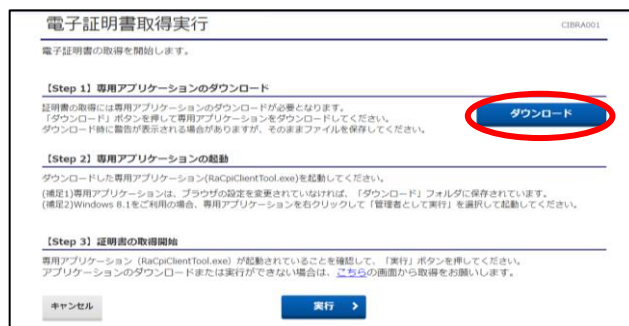 電子証明書取得実行
CIBRA001
電子証明書の取得を開始します。
【Step 1】専用アプリケーションのダウンロード
証明書の取得には専用アプリケーションのダウンロードが必要となります。
「ダウンロード」ボタンを押して専用アプリケーションをダウンロードしてください。
ダウンロード時に警告が表示される場合がありますが、そのままファイルを保存してください。
ダウンロード
【Step 2】専用アプリケーションの起動
ダウンロードした専用アプリケーション(RaCpiClientTool.exe)を起動してください。
(補足1)専用アプリケーションは、ブラウザの設定を変更されていなければ、「ダウンロード」フォルダに保存されています。
(補足2)Windows 8.1をご利用の場合、専用アプリケーションを右クリックして「管理者として実行」を選択して起動してください。
【Step 3】証明書の取得開始
専用アプリケーション（RaCpiClientTool.exe）が起動されていることを確認して、「実行」ボタンを押してください。
アプリケーションのダウンロードまたは実行ができない場合は、こちらの画面から取得をお願いします。
キャンセル
実行